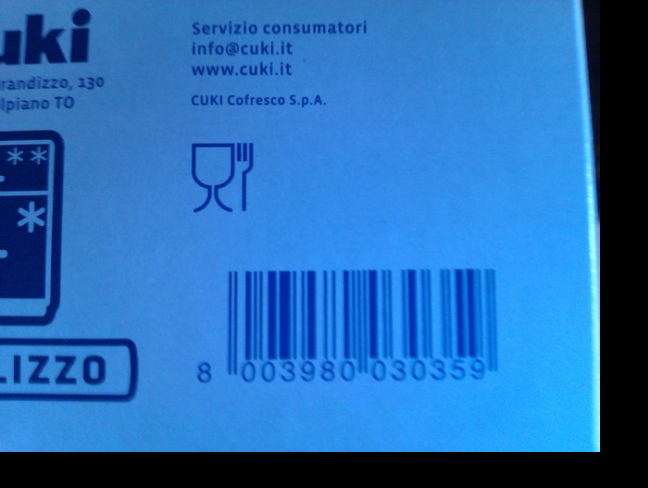 uki
randizzo, 130
lpiano TO
Servizio consumatori
info@cuki.it
www.cuki.it
CUKI Cofresco S.p.A.
LIZZO
8 003980 030359